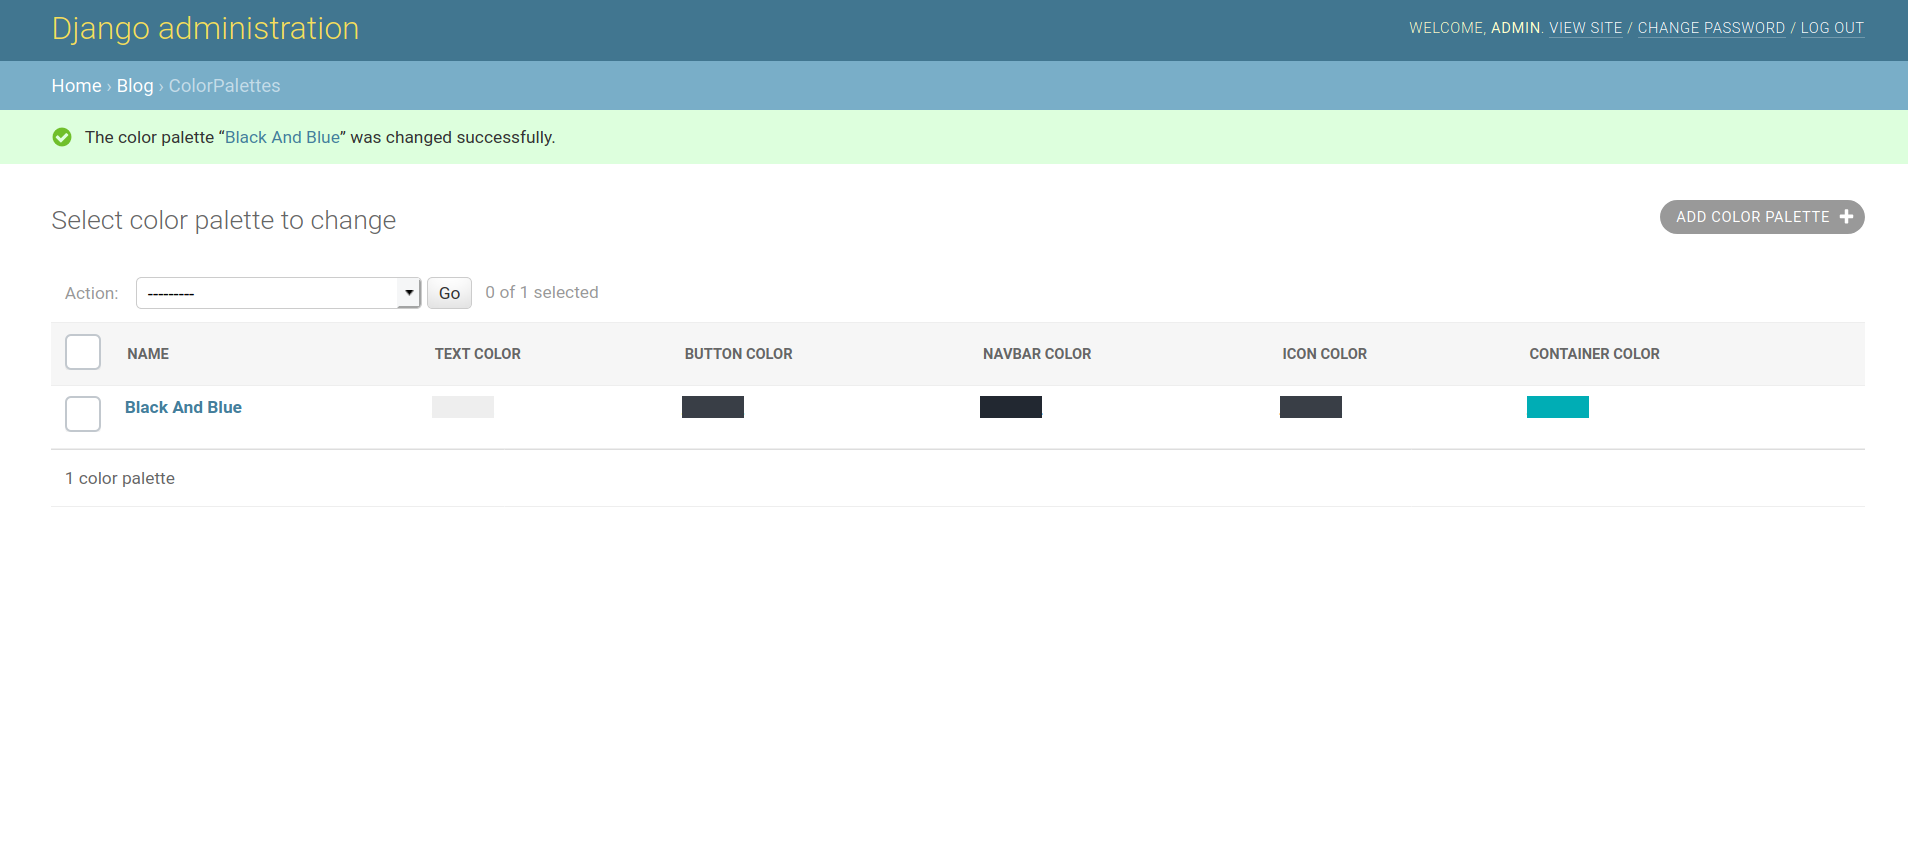 Django administration
WELCOME, ADMIN. VIEW SITE / CHANGE PASSWORD / LOG OUT
Home › Blog › ColorPalettes
The color palette “Black And Blue” was changed successfully.
Select color palette to change
ADD COLOR PALETTE
Action: --------- Go 0 of 1 selected
NAME TEXT COLOR BUTTON COLOR NAVBAR COLOR ICON COLOR CONTAINER COLOR
Black And Blue
1 color palette